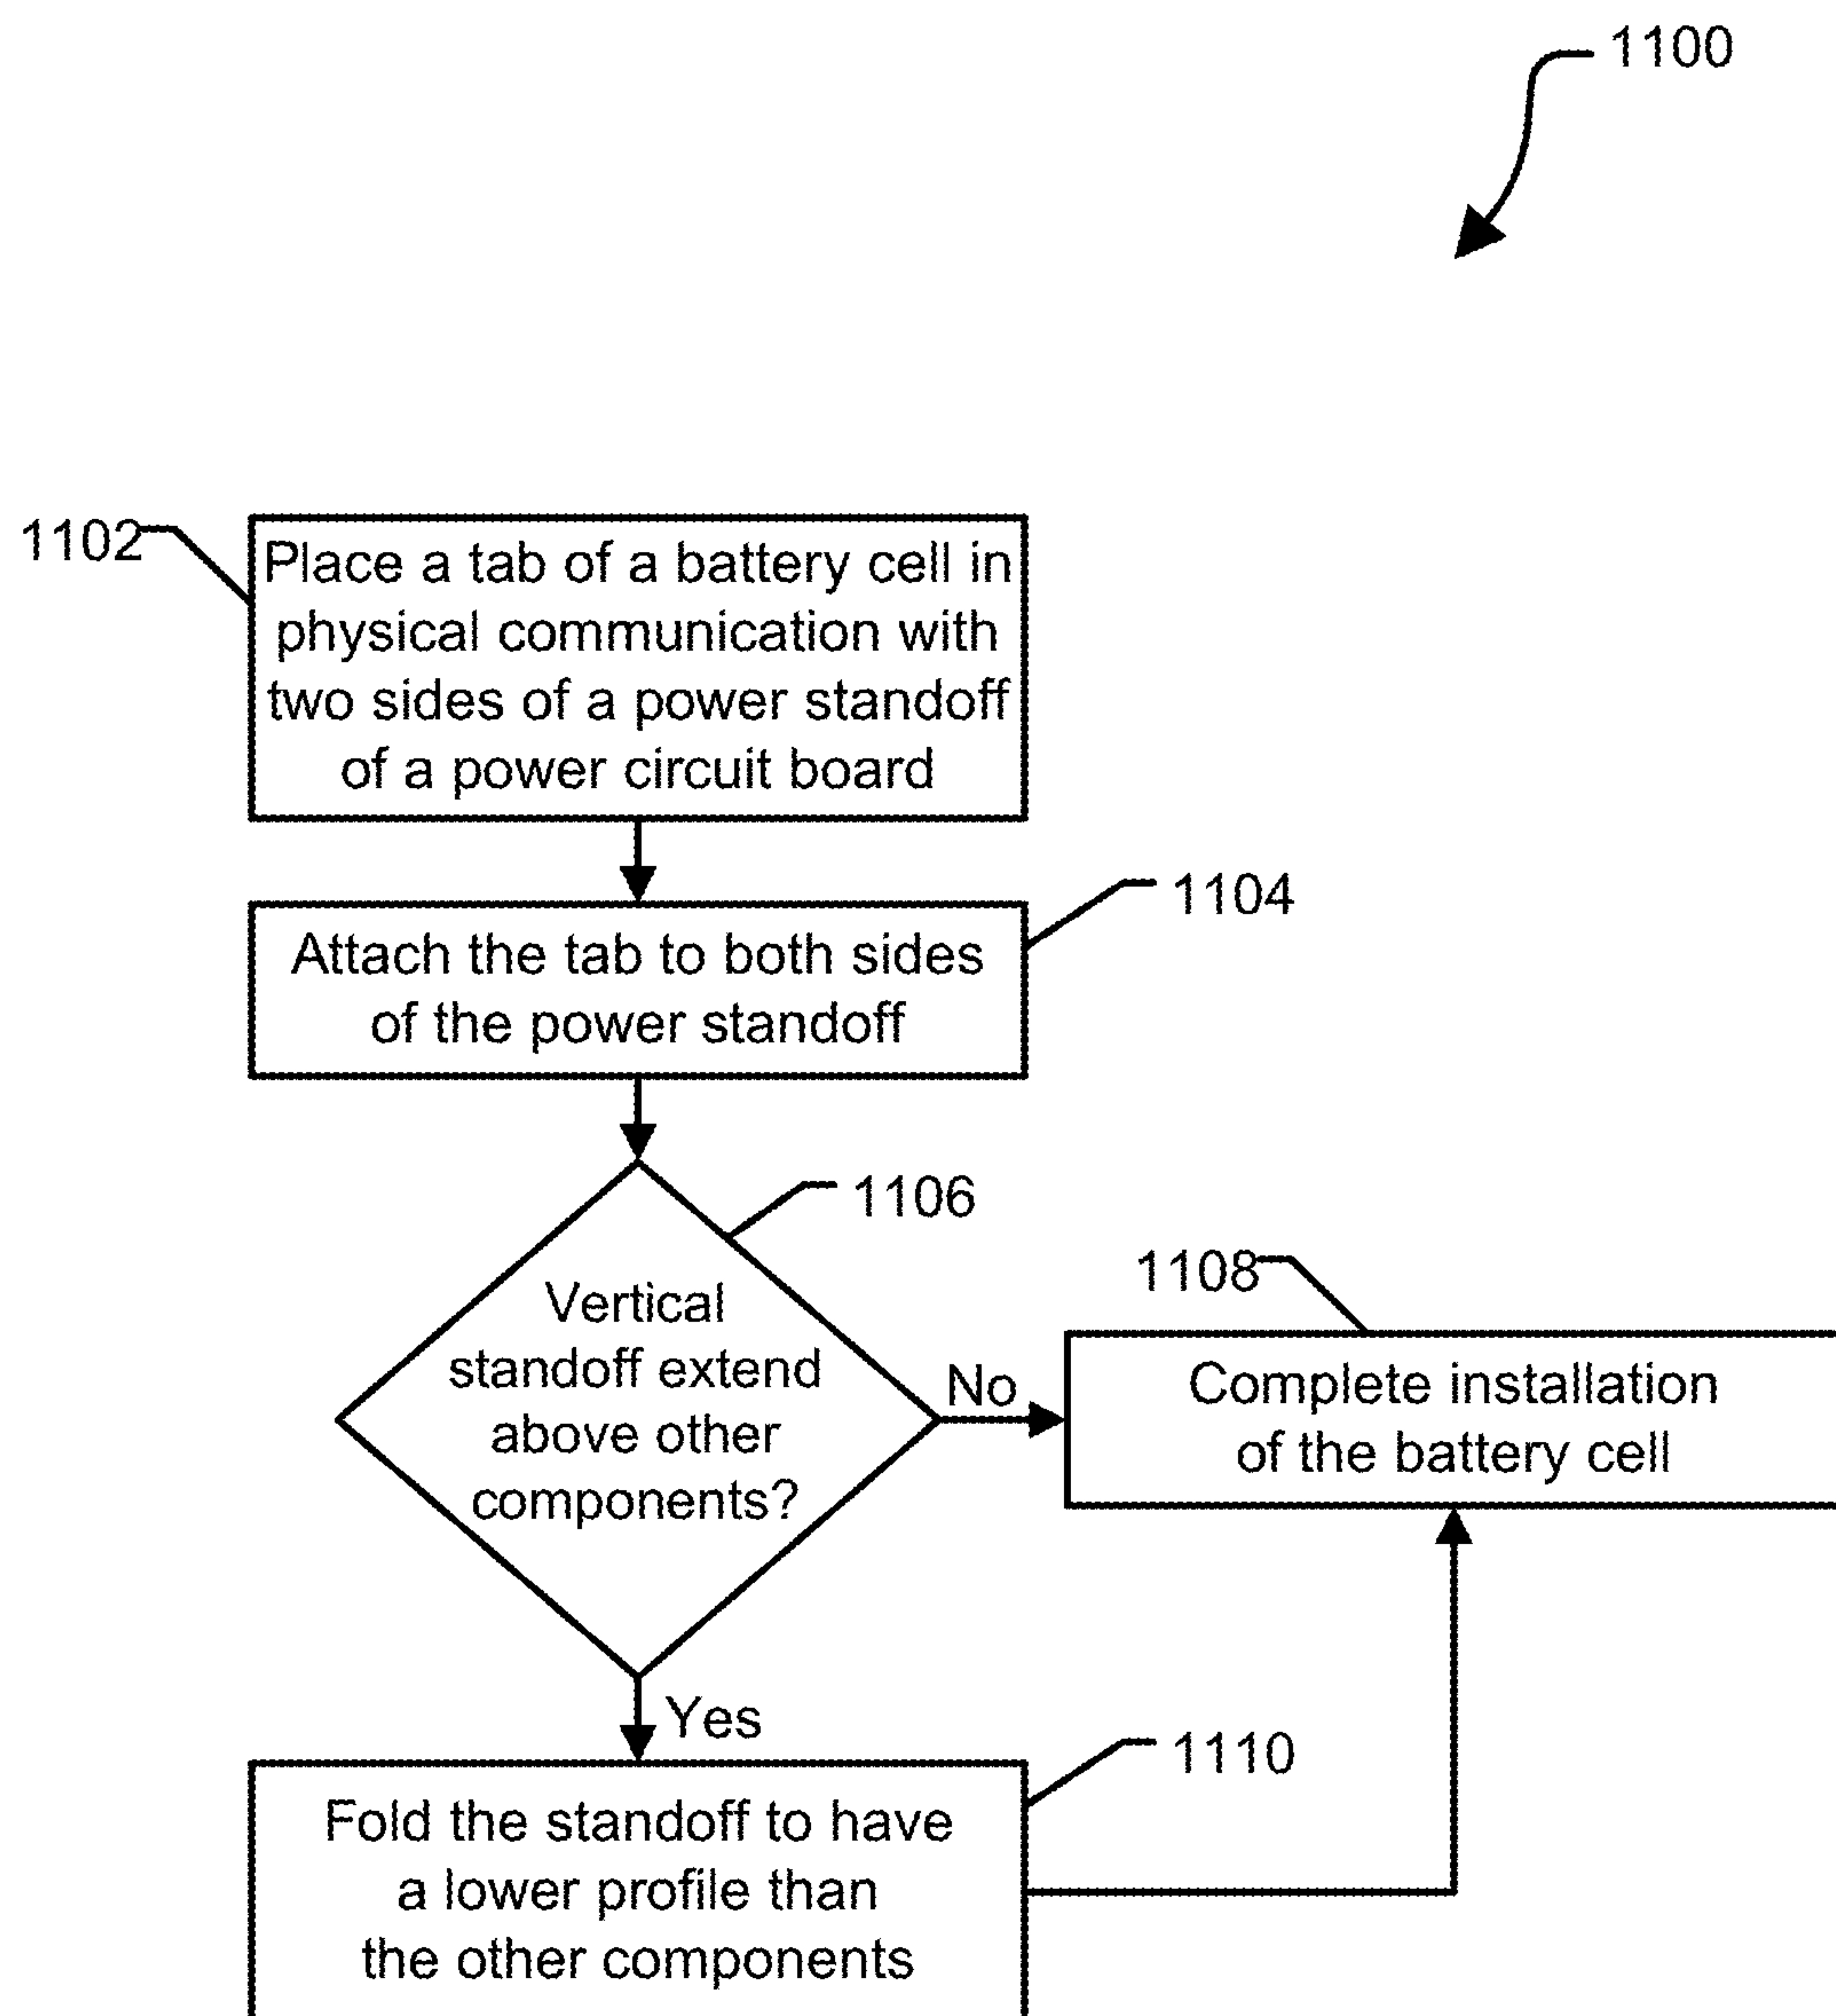 1100
1102
Place a tab of a battery cell in
physical communication with
two sides of a power standoff
of a power circuit board
1104
Attach the tab to both sides
of the power standoff
1106
Vertical
standoff extend
above other
components?
No
1108
Complete installation
of the battery cell
Yes
1110
Fold the standoff to have
a lower profile than
the other components